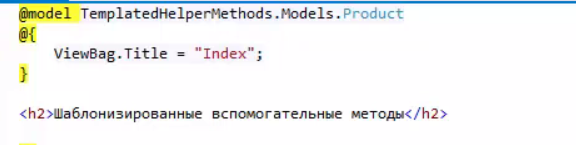 @model TemplatedHelperMethods.Models.Product
@{
    ViewBag.Title = "Index";
}
<h2>Шаблонизированные вспомогательные методы</h2>